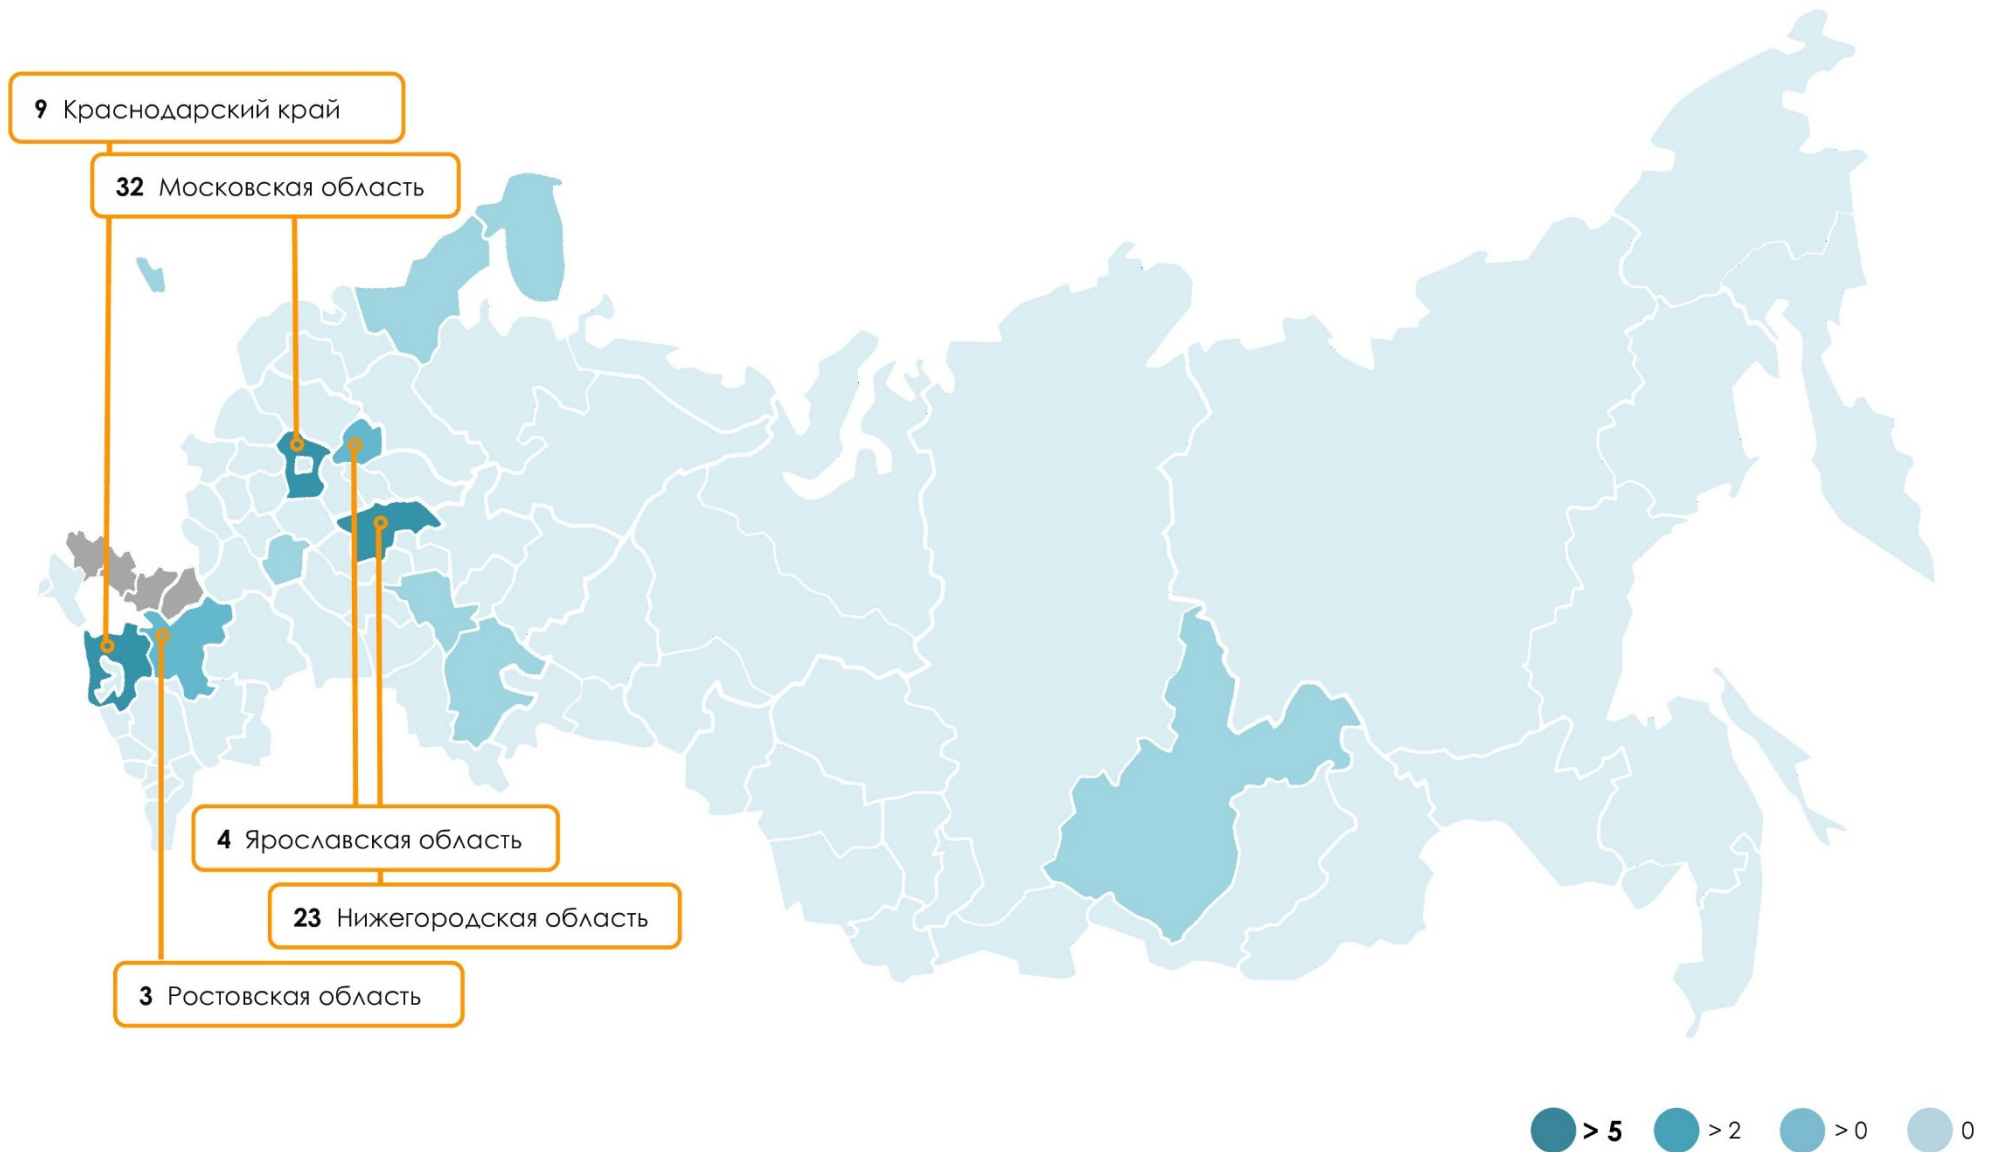 9 Краснодарский край
32 Московская область
4 Ярославская область
23 Нижегородская область
3 Ростовская область
> 5 > 2 > 0 0